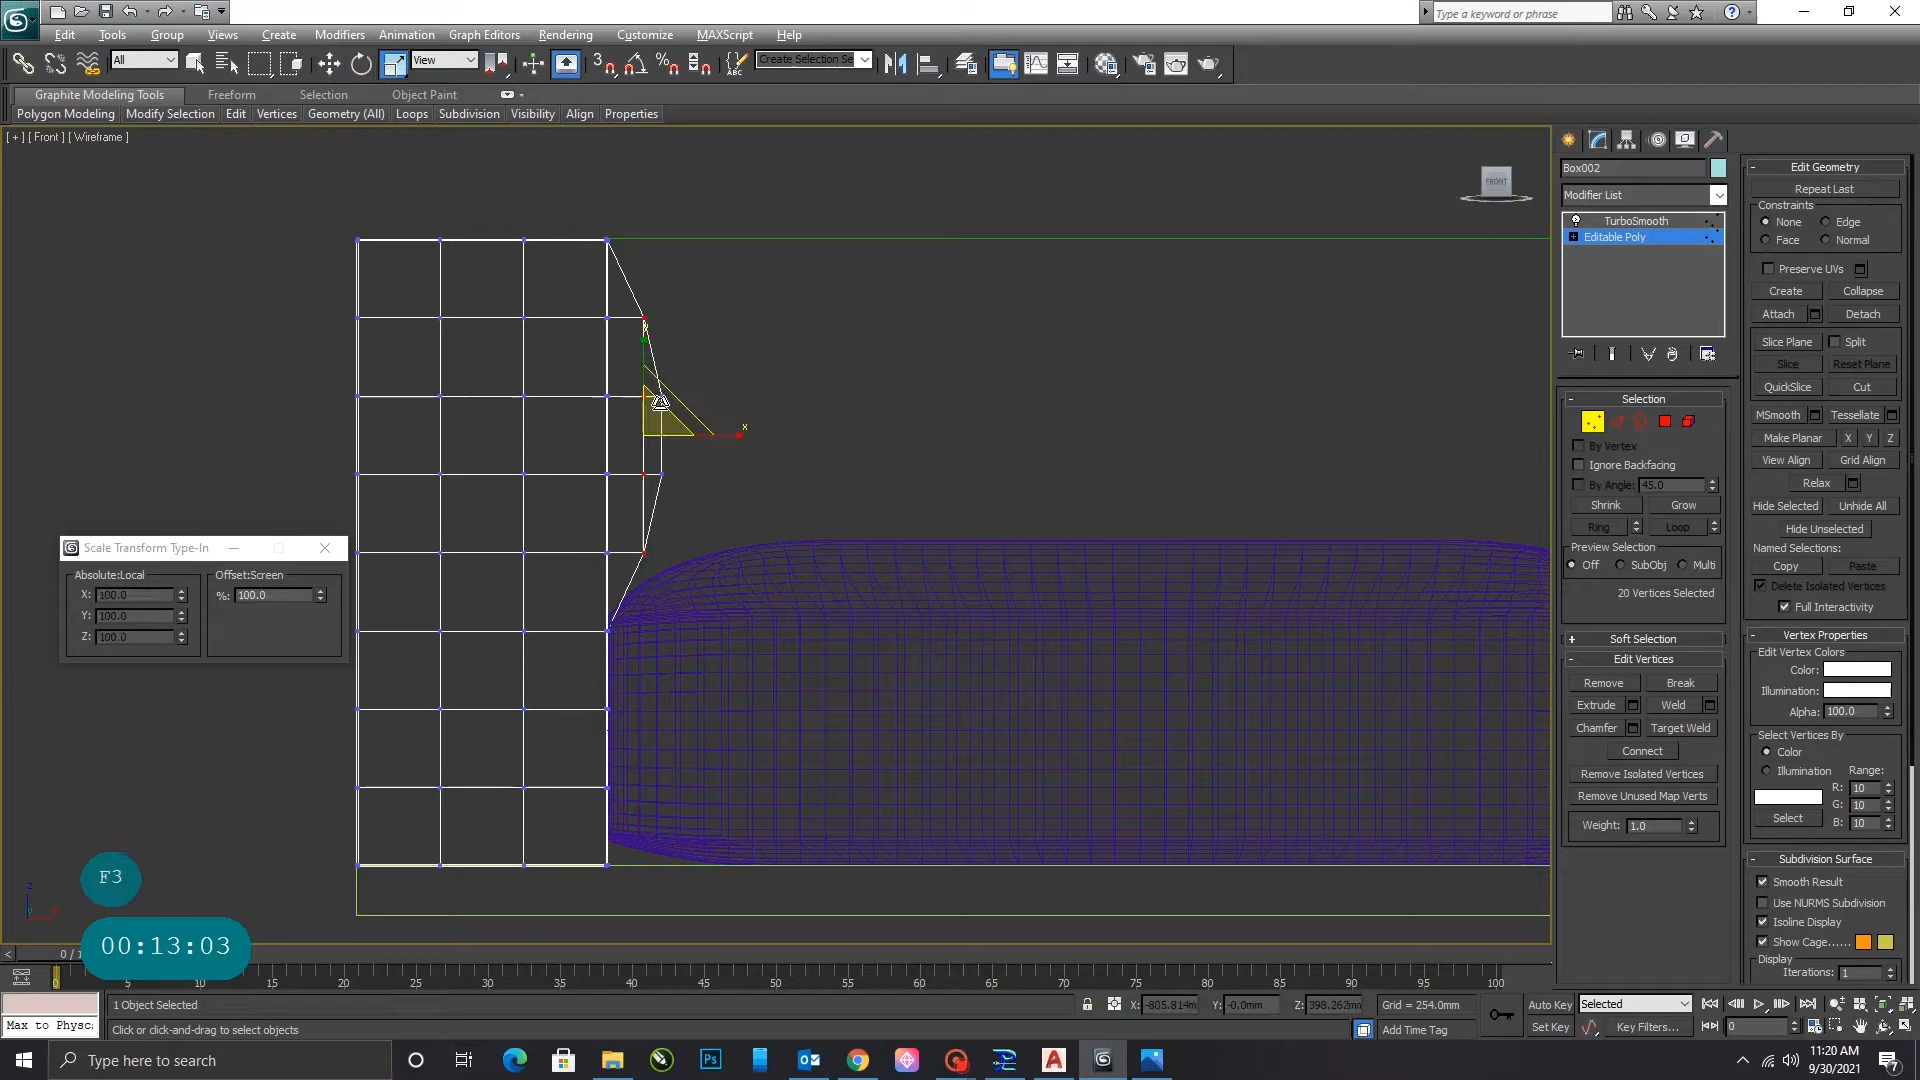 Type a keyword or phrase
Edit Tools Group Views Create Modifiers Animation Graph Editors Rendering Customize MAXScript Help
All View Create Selection Se
Graphite Modeling Tools Freeform Selection Object Paint
Polygon Modeling Modify Selection Edit Vertices Geometry (All) Loops Subdivision Visibility Align Properties
[ + ] [ Front ] [ Wireframe ]
FRONT
y
x
Scale Transform Type-In
Absolute:Local
X: 100.0
Y: 100.0
Z: 100.0
Offset:Screen
%: 100.0
F3
00:13:03
Box002
Modifier List
TurboSmooth
Editable Poly
Selection
By Vertex
Ignore Backfacing
By Angle: 45.0
Shrink Grow
Ring Loop
Preview Selection
Off SubObj Multi
20 Vertices Selected
Soft Selection
Edit Vertices
Remove Break
Extrude Weld
Chamfer Target Weld
Connect
Remove Isolated Vertices
Remove Unused Map Verts
Weight: 1.0
Edit Geometry
Repeat Last
Constraints
None Edge
Face Normal
Preserve UVs
Create Collapse
Attach Detach
Slice Plane Split
Slice Reset Plane
QuickSlice Cut
MSmooth Tessellate
Make Planar X Y Z
View Align Grid Align
Relax
Hide Selected Unhide All
Hide Unselected
Named Selections:
Copy Paste
Delete Isolated Vertices
Full Interactivity
Vertex Properties
Edit Vertex Colors
Color:
Illumination:
Alpha: 100.0
Select Vertices By
Color
Illumination Range:
R: 10
G: 10
B: 10
Select
Subdivision Surface
Smooth Result
Use NURMS Subdivision
Isoline Display
Show Cage......
Display
Iterations: 1
5 10 15 20 25 30 35 40 45 50 55 60 65 70 75 80 85 90 95 100
1 Object Selected
X: -805.814m Y: -0.0mm Z: 398.262mm Grid = 254.0mm Auto Key Selected
Max to Physc:
Click or click-and-drag to select objects
Add Time Tag Set Key Key Filters... 0
Type here to search
11:20 AM
9/30/2021
7